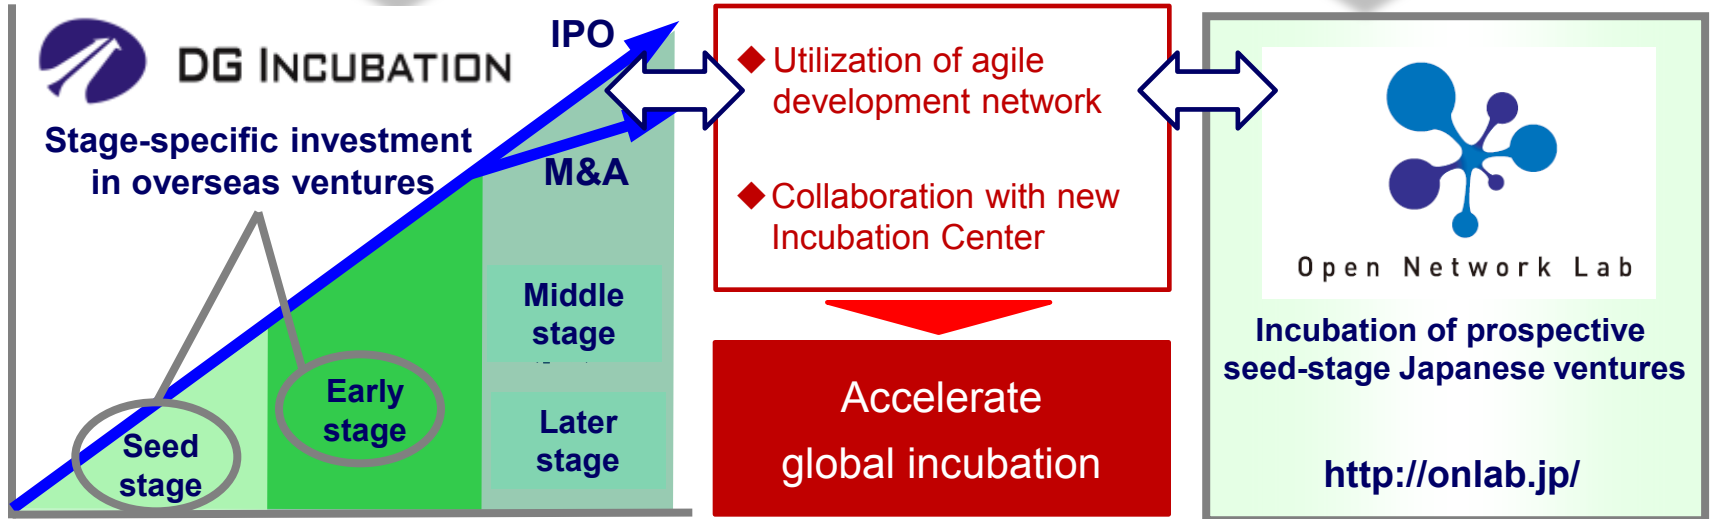 DG INCUBATION
Stage-specific investment
in overseas ventures
IPO
M&A
Middle
stage
Later
stage
Early
stage
Seed
stage
Utilization of agile
development network
Collaboration with new
Incubation Center
Accelerate
global incubation
Open Network Lab
Incubation of prospective
seed-stage Japanese ventures
http://onlab.jp/